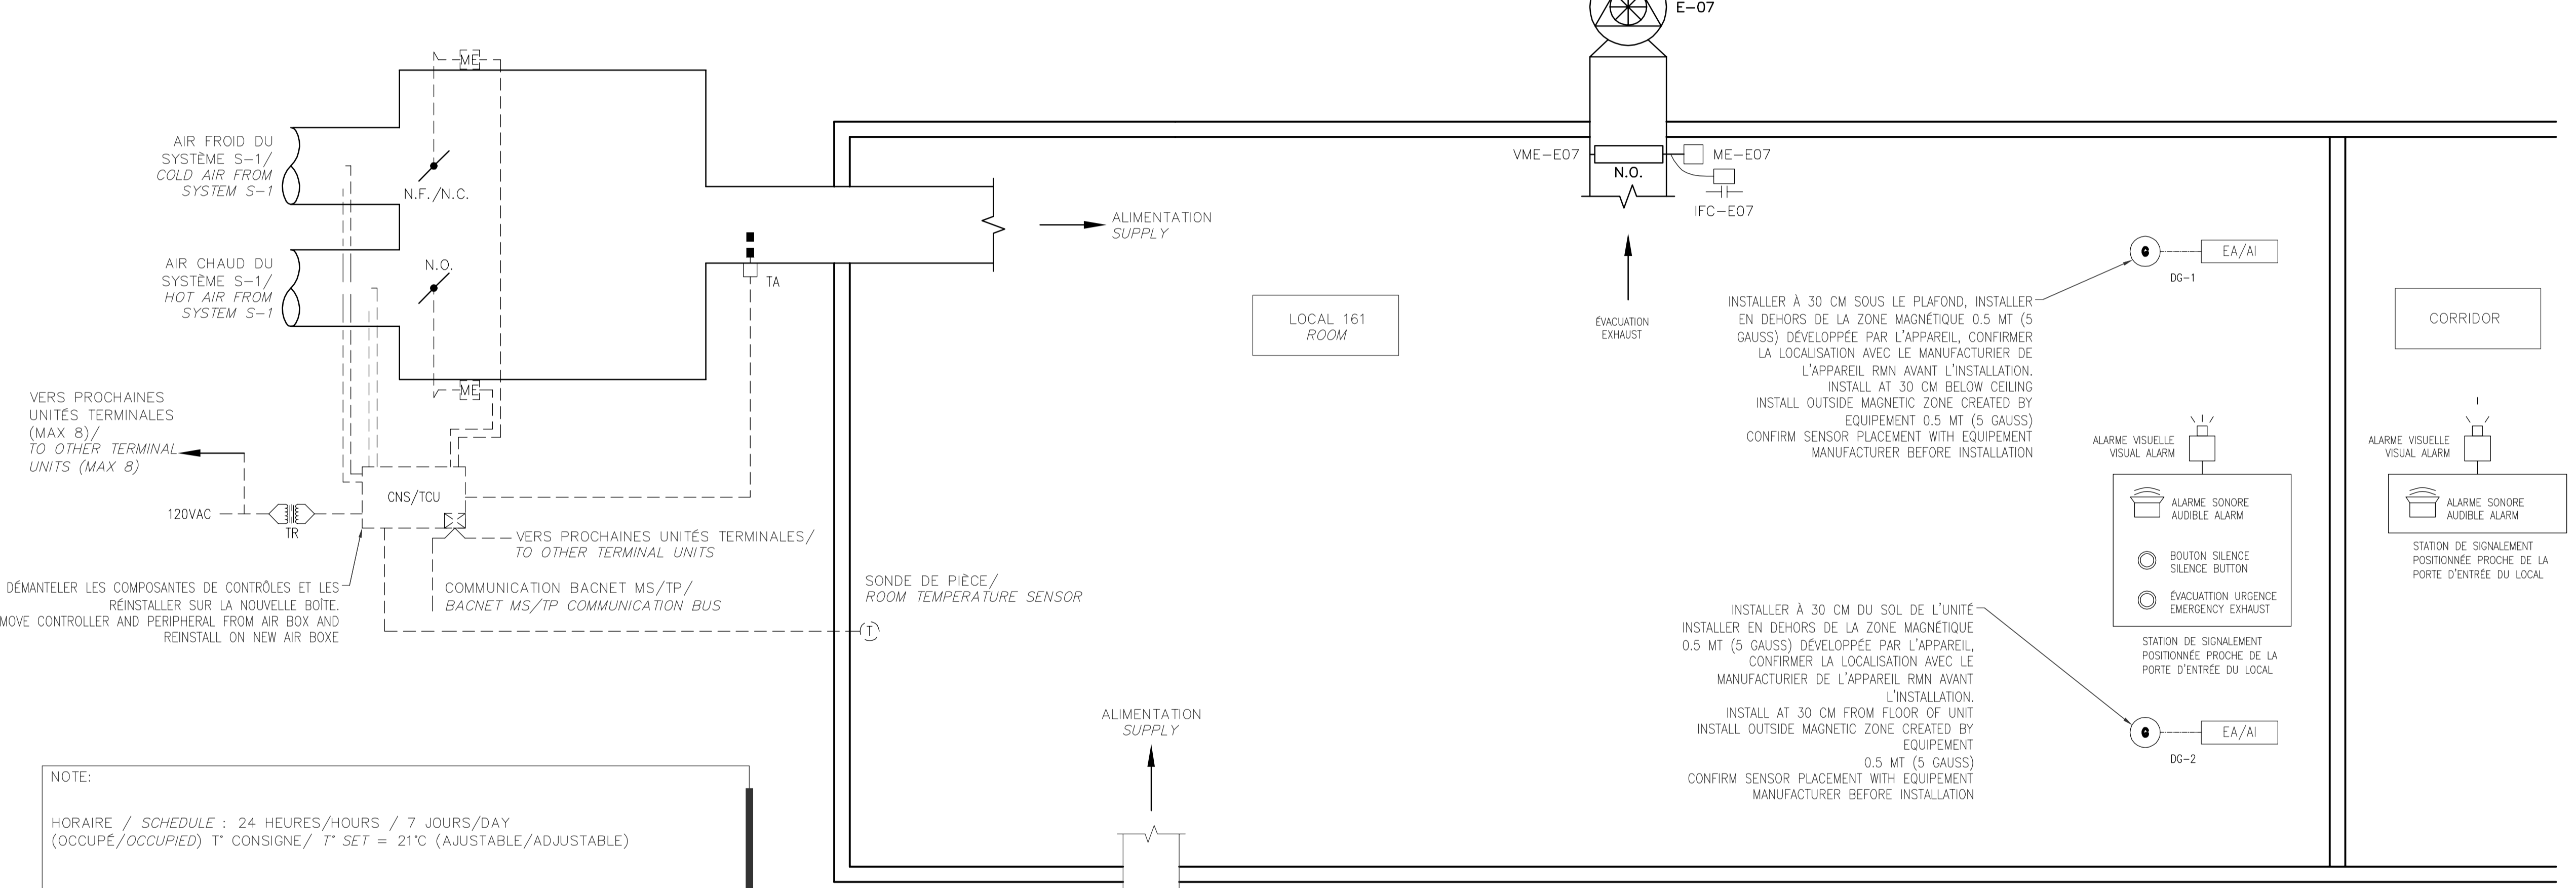 E-07
ME
AIR FROID DU
SYSTÈME S-1/
COLD AIR FROM
SYSTEM S-1
N.F./N.C.
AIR CHAUD DU
SYSTÈME S-1/
HOT AIR FROM
SYSTEM S-1
N.O.
ME
TA
ALIMENTATION
SUPPLY
VERS PROCHAINES
UNITÉS TERMINALES
(MAX 8)/
TO OTHER TERMINAL
UNITS (MAX 8)
120VAC
TR
CNS/TCU
VERS PROCHAINES UNITÉS TERMINALES/
TO OTHER TERMINAL UNITS
COMMUNICATION BACNET MS/TP/
BACNET MS/TP COMMUNICATION BUS
DÉMANTELER LES COMPOSANTES DE CONTRÔLES ET LES
RÉINSTALLER SUR LA NOUVELLE BOÎTE.
MOVE CONTROLLER AND PERIPHERAL FROM AIR BOX AND
REINSTALL ON NEW AIR BOXE
SONDE DE PIÈCE/
ROOM TEMPERATURE SENSOR
T
NOTE:
HORAIRE / SCHEDULE : 24 HEURES/HOURS / 7 JOURS/DAY
(OCCUPÉ/OCCUPIED) T° CONSIGNE/ T° SET = 21°C (AJUSTABLE/ADJUSTABLE)
VME-E07
N.O.
ME-E07
IFC-E07
LOCAL 161
ROOM
ÉVACUATION
EXHAUST
ALIMENTATION
SUPPLY
INSTALLER À 30 CM SOUS LE PLAFOND, INSTALLER
EN DEHORS DE LA ZONE MAGNÉTIQUE 0.5 MT (5
GAUSS) DÉVELOPPÉE PAR L'APPAREIL, CONFIRMER
LA LOCALISATION AVEC LE MANUFACTURIER DE
L'APPAREIL RMN AVANT L'INSTALLATION.
INSTALL AT 30 CM BELOW CEILING
INSTALL OUTSIDE MAGNETIC ZONE CREATED BY
EQUIPEMENT 0.5 MT (5 GAUSS)
CONFIRM SENSOR PLACEMENT WITH EQUIPEMENT
MANUFACTURER BEFORE INSTALLATION
G
EA/AI
DG-1
INSTALLER À 30 CM DU SOL DE L'UNITÉ
INSTALLER EN DEHORS DE LA ZONE MAGNÉTIQUE
0.5 MT (5 GAUSS) DÉVELOPPÉE PAR L'APPAREIL,
CONFIRMER LA LOCALISATION AVEC LE
MANUFACTURIER DE L'APPAREIL RMN AVANT
L'INSTALLATION.
INSTALL AT 30 CM FROM FLOOR OF UNIT
INSTALL OUTSIDE MAGNETIC ZONE CREATED BY
EQUIPEMENT
0.5 MT (5 GAUSS)
CONFIRM SENSOR PLACEMENT WITH EQUIPEMENT
MANUFACTURER BEFORE INSTALLATION
G
EA/AI
DG-2
ALARME VISUELLE
VISUAL ALARM
ALARME SONORE
AUDIBLE ALARM
BOUTON SILENCE
SILENCE BUTTON
ÉVACUATTION URGENCE
EMERGENCY EXHAUST
STATION DE SIGNALEMENT
POSITIONNÉE PROCHE DE LA
PORTE D'ENTRÉE DU LOCAL
CORRIDOR
ALARME VISUELLE
VISUAL ALARM
ALARME SONORE
AUDIBLE ALARM
STATION DE SIGNALEMENT
POSITIONNÉE PROCHE DE LA
PORTE D'ENTRÉE DU LOCAL